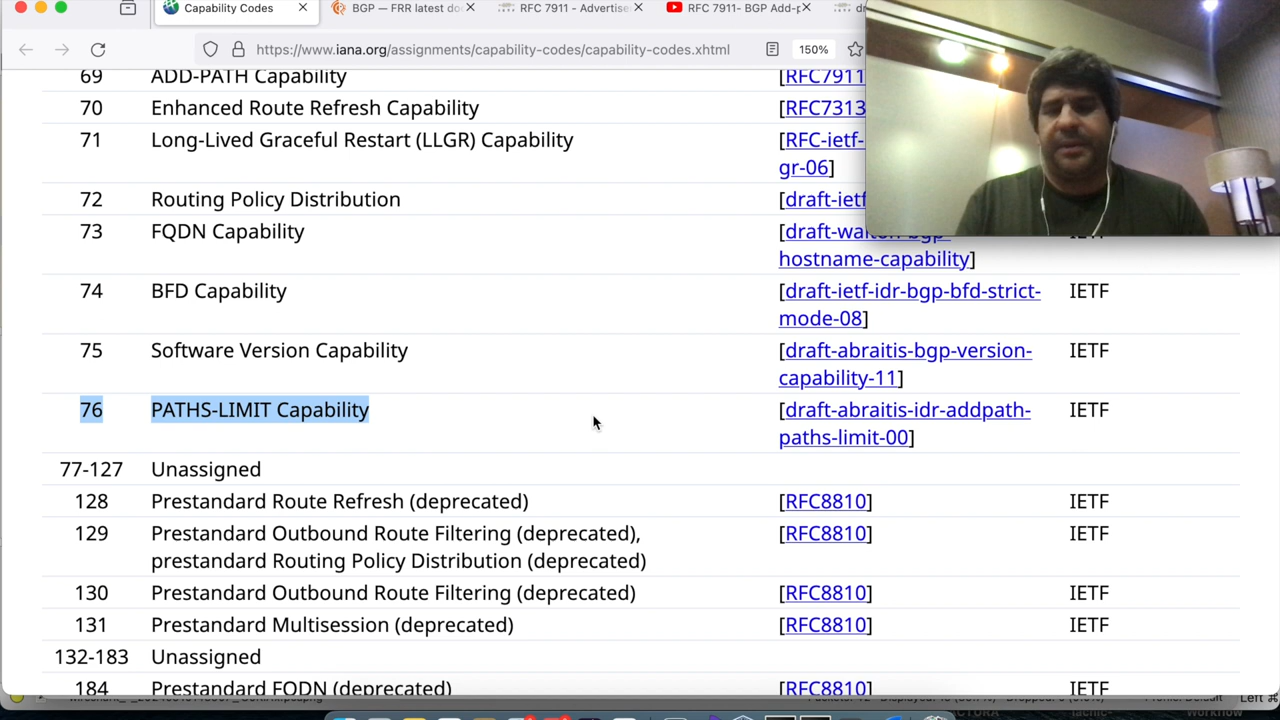 Capability Codes
BGP — FRR latest do
RFC 7911 - Advertise
RFC 7911- BGP Add-p
https://www.iana.org/assignments/capability-codes/capability-codes.xhtml
150%
69 ADD-PATH Capability [RFC7911
70 Enhanced Route Refresh Capability [RFC7313
71 Long-Lived Graceful Restart (LLGR) Capability [RFC-ietf-
gr-06]
72 Routing Policy Distribution [draft-ietf
73 FQDN Capability [draft-walton-bgp-
hostname-capability] IETF
74 BFD Capability [draft-ietf-idr-bgp-bfd-strict- IETF
mode-08]
75 Software Version Capability [draft-abraitis-bgp-version- IETF
capability-11]
76 PATHS-LIMIT Capability [draft-abraitis-idr-addpath- IETF
paths-limit-00]
77-127 Unassigned
128 Prestandard Route Refresh (deprecated) [RFC8810] IETF
129 Prestandard Outbound Route Filtering (deprecated), [RFC8810] IETF
prestandard Routing Policy Distribution (deprecated)
130 Prestandard Outbound Route Filtering (deprecated) [RFC8810] IETF
131 Prestandard Multisession (deprecated) [RFC8810] IETF
132-183 Unassigned
184 Prestandard FQDN (deprecated) [RFC8810] IETF
Left ⌘